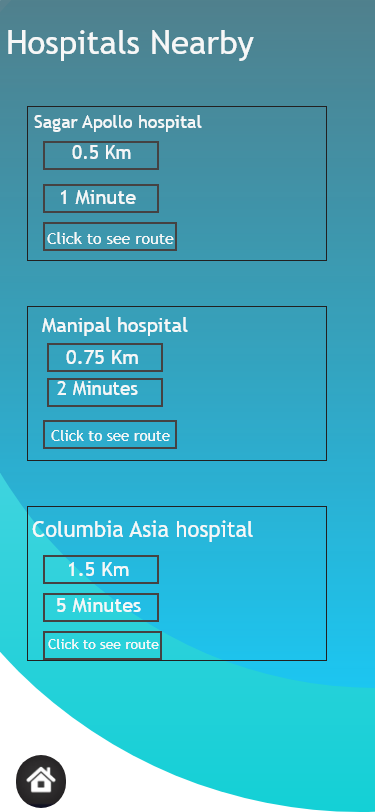 Hospitals Nearby
Sagar Apollo hospital
0.5 Km
1 Minute
Click to see route
Manipal hospital
0.75 Km
2 Minutes
Click to see route
Columbia Asia hospital
1.5 Km
5 Minutes
Click to see route